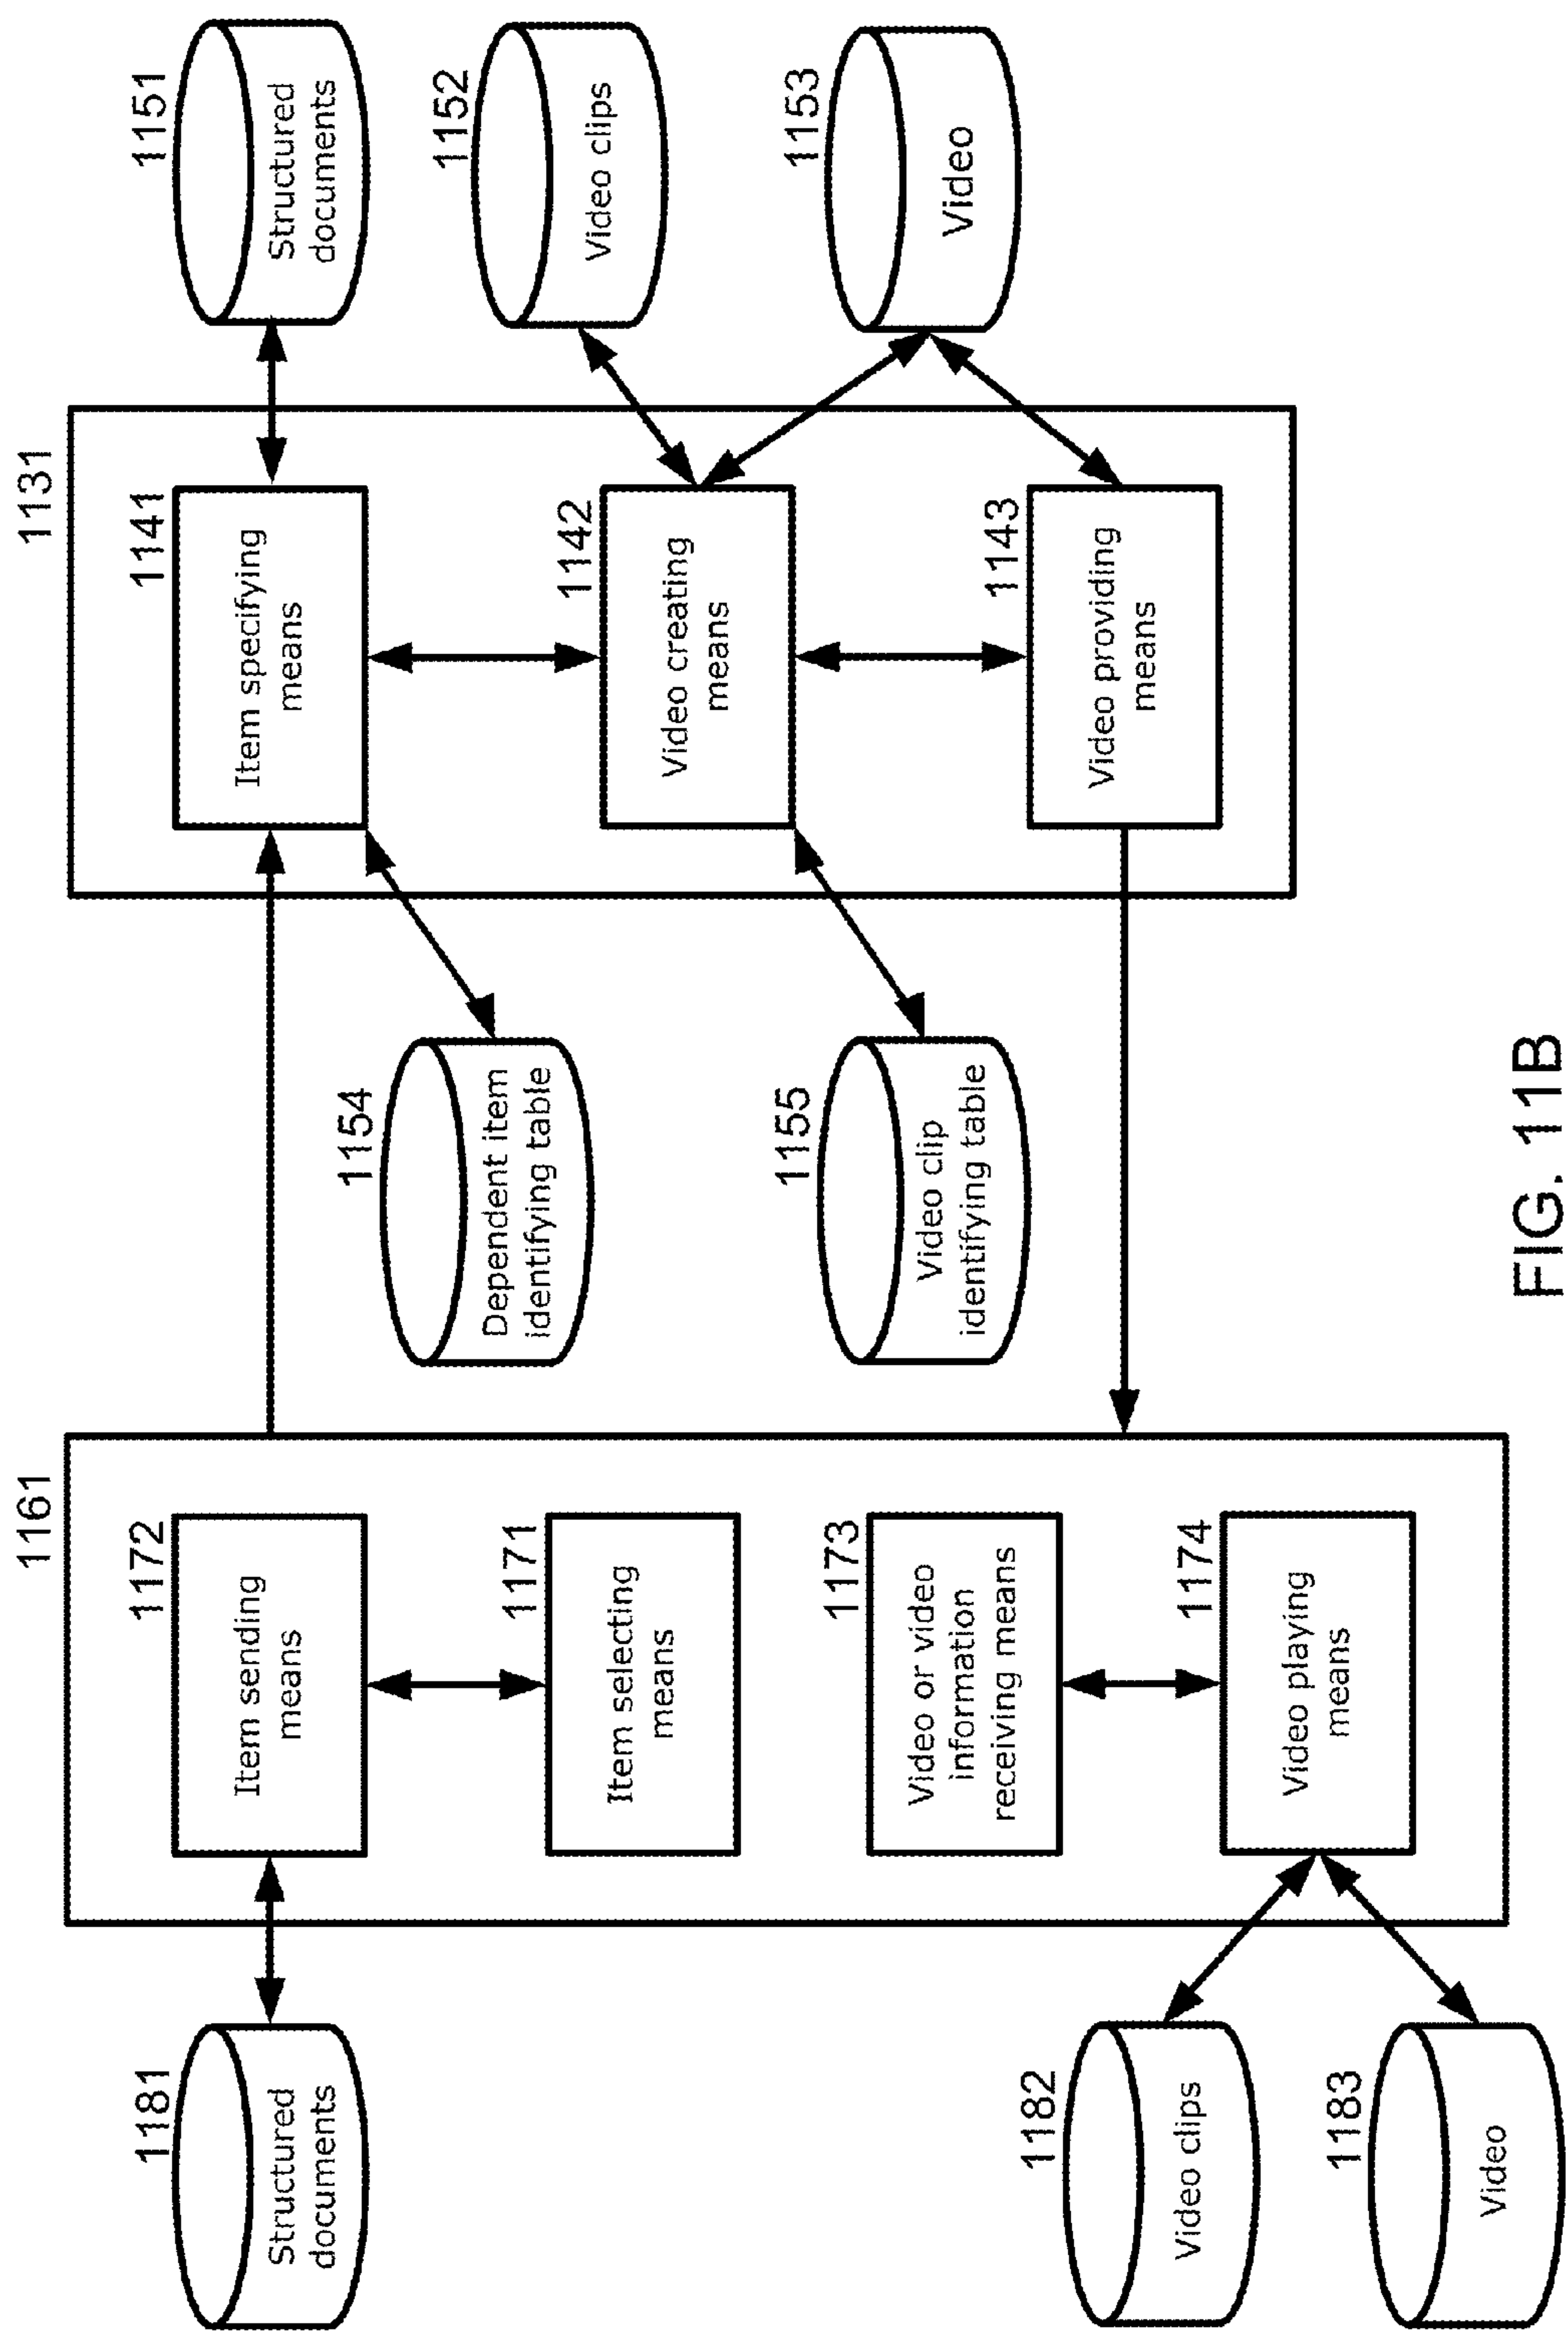 1161
1131
1181
Structured
documents
1172
Item sending
means
1141
Item specifying
means
1151
Structured
documents
1171
Item selecting
means
1154
Dependent item
identifying table
1142
Video creating
means
1152
Video clips
1173
Video or video
information
receiving means
1155
Video clip
identifying table
1143
Video providing
means
1153
Video
1182
Video clips
1174
Video playing
means
1183
Video
FIG. 11B